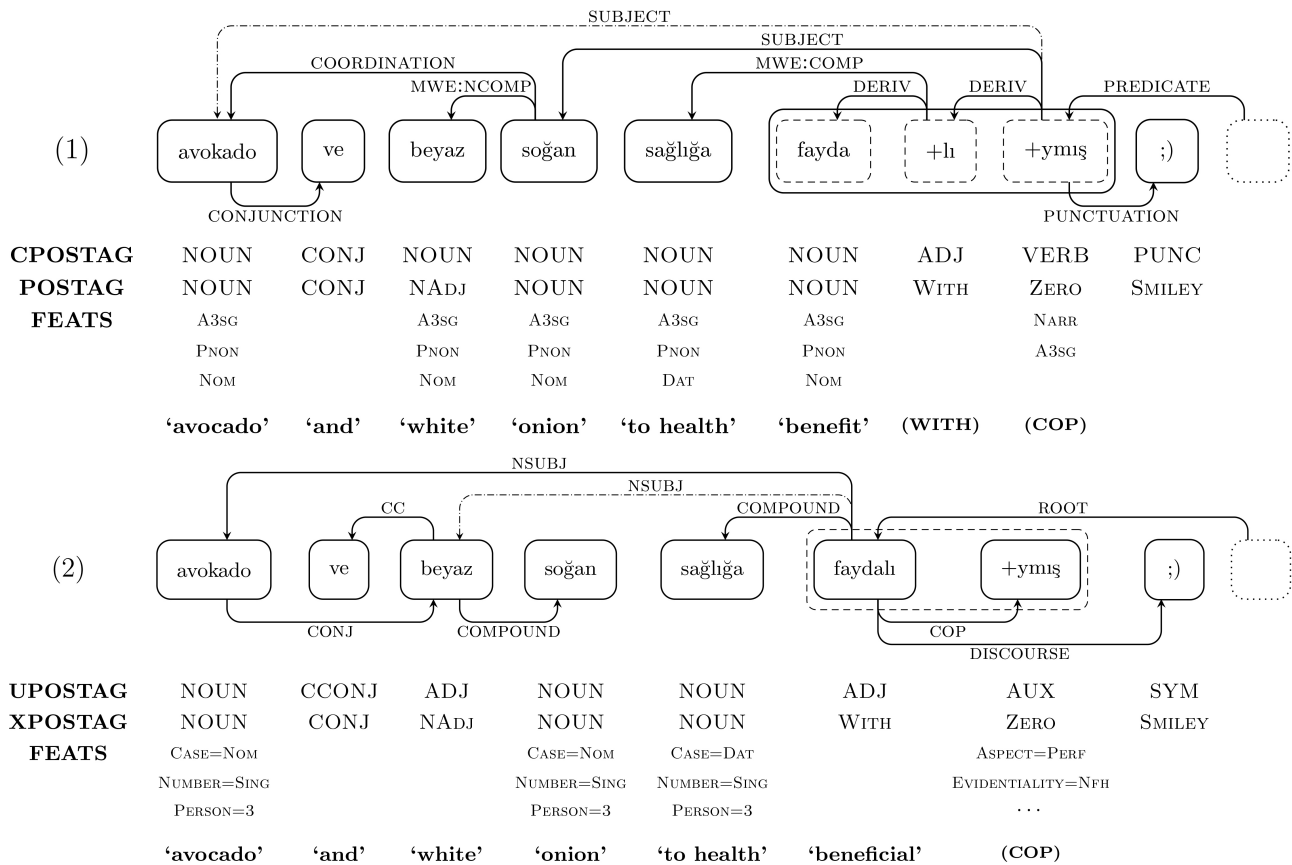 SUBJECT
SUBJECT
COORDINATION MWE:COMP
MWE:NCOMP DERIV DERIV PREDICATE
(1) avokado ve beyaz soğan sağlığa fayda +lı +ymış ;)
CONJUNCTION PUNCTUATION
CPOSTAG NOUN CONJ NOUN NOUN NOUN NOUN ADJ VERB PUNC
POSTAG NOUN CONJ NADJ NOUN NOUN NOUN WITH ZERO SMILEY
FEATS A3SG A3SG A3SG A3SG A3SG NARR
PNON PNON PNON PNON PNON A3SG
NOM NOM NOM DAT NOM
‘avocado’ ‘and’ ‘white’ ‘onion’ ‘to health’ ‘benefit’ (WITH) (COP)
NSUBJ
NSUBJ
CC COMPOUND ROOT
(2) avokado ve beyaz soğan sağlığa faydalı +ymış ;)
CONJ COMPOUND COP
DISCOURSE
UPOSTAG NOUN CCONJ ADJ NOUN NOUN ADJ AUX SYM
XPOSTAG NOUN CONJ NADJ NOUN NOUN WITH ZERO SMILEY
FEATS CASE=NOM CASE=NOM CASE=DAT ASPECT=PERF
NUMBER=SING NUMBER=SING NUMBER=SING EVIDENTIALITY=NFH
PERSON=3 PERSON=3 PERSON=3 ...
‘avocado’ ‘and’ ‘white’ ‘onion’ ‘to health’ ‘beneficial’ (COP)